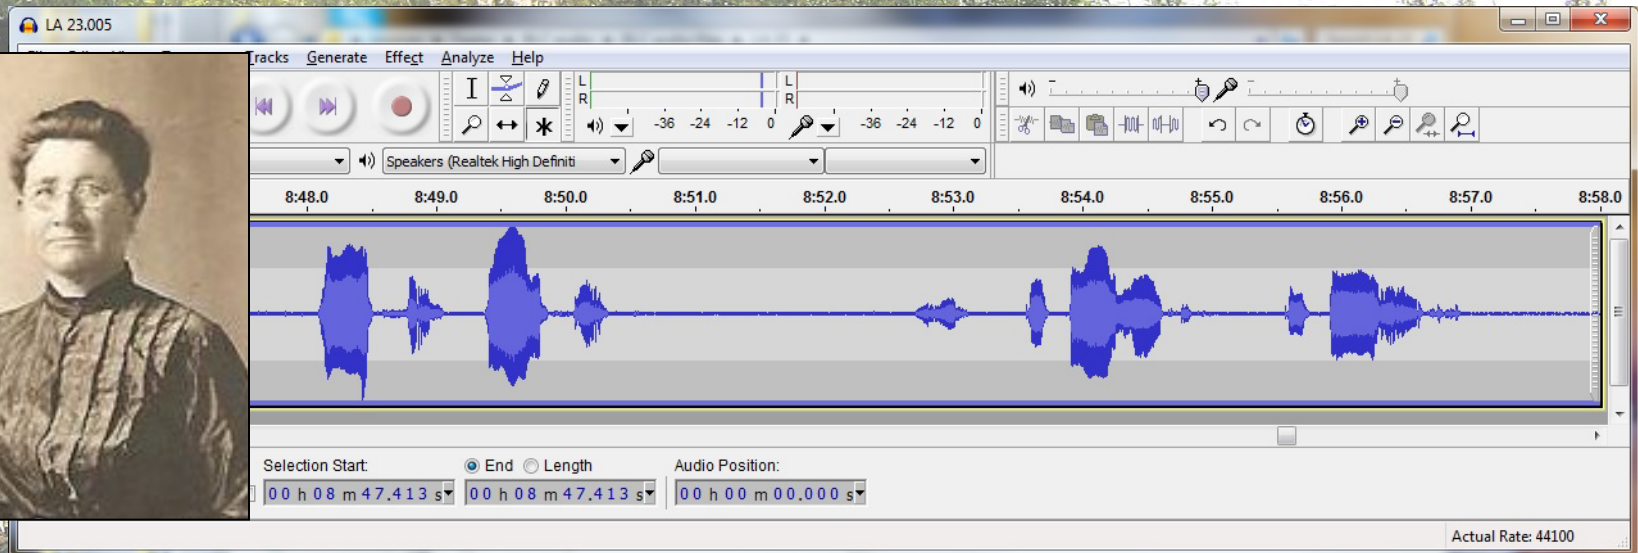 LA 23.005
Tracks Generate Effect Analyze Help
L L
R R
-36 -24 -12 0 -36 -24 -12 0
Speakers (Realtek High Definiti
8:48.0 8:49.0 8:50.0 8:51.0 8:52.0 8:53.0 8:54.0 8:55.0 8:56.0 8:57.0 8:58.0
Selection Start: End Length Audio Position:
00 h 08 m 47.413 s 00 h 08 m 47.413 s 00 h 00 m 00.000 s
Actual Rate: 44100